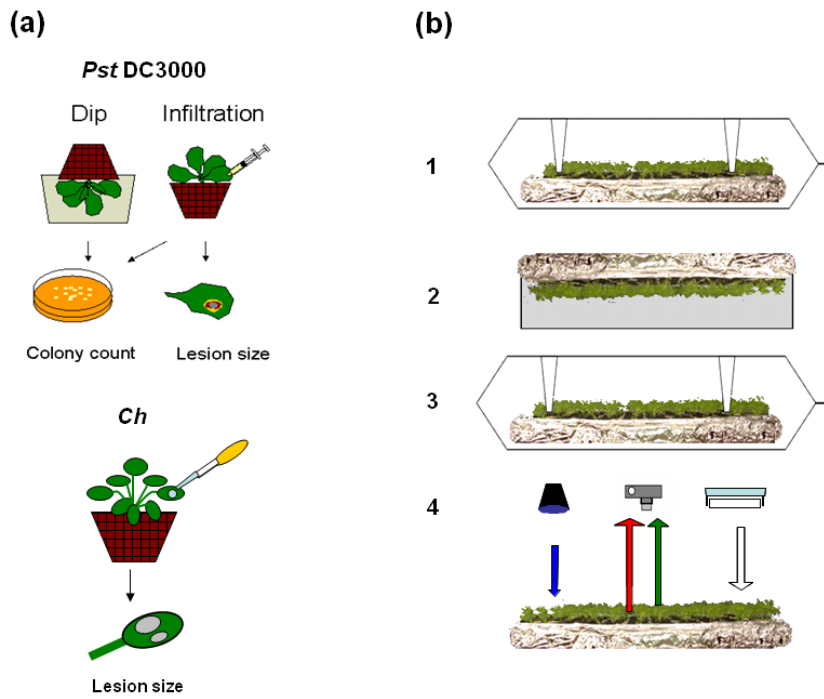 (a)
Pst DC3000
Dip
Infiltration
Colony count
Lesion size
Ch
Lesion size
(b)
1
2
3
4